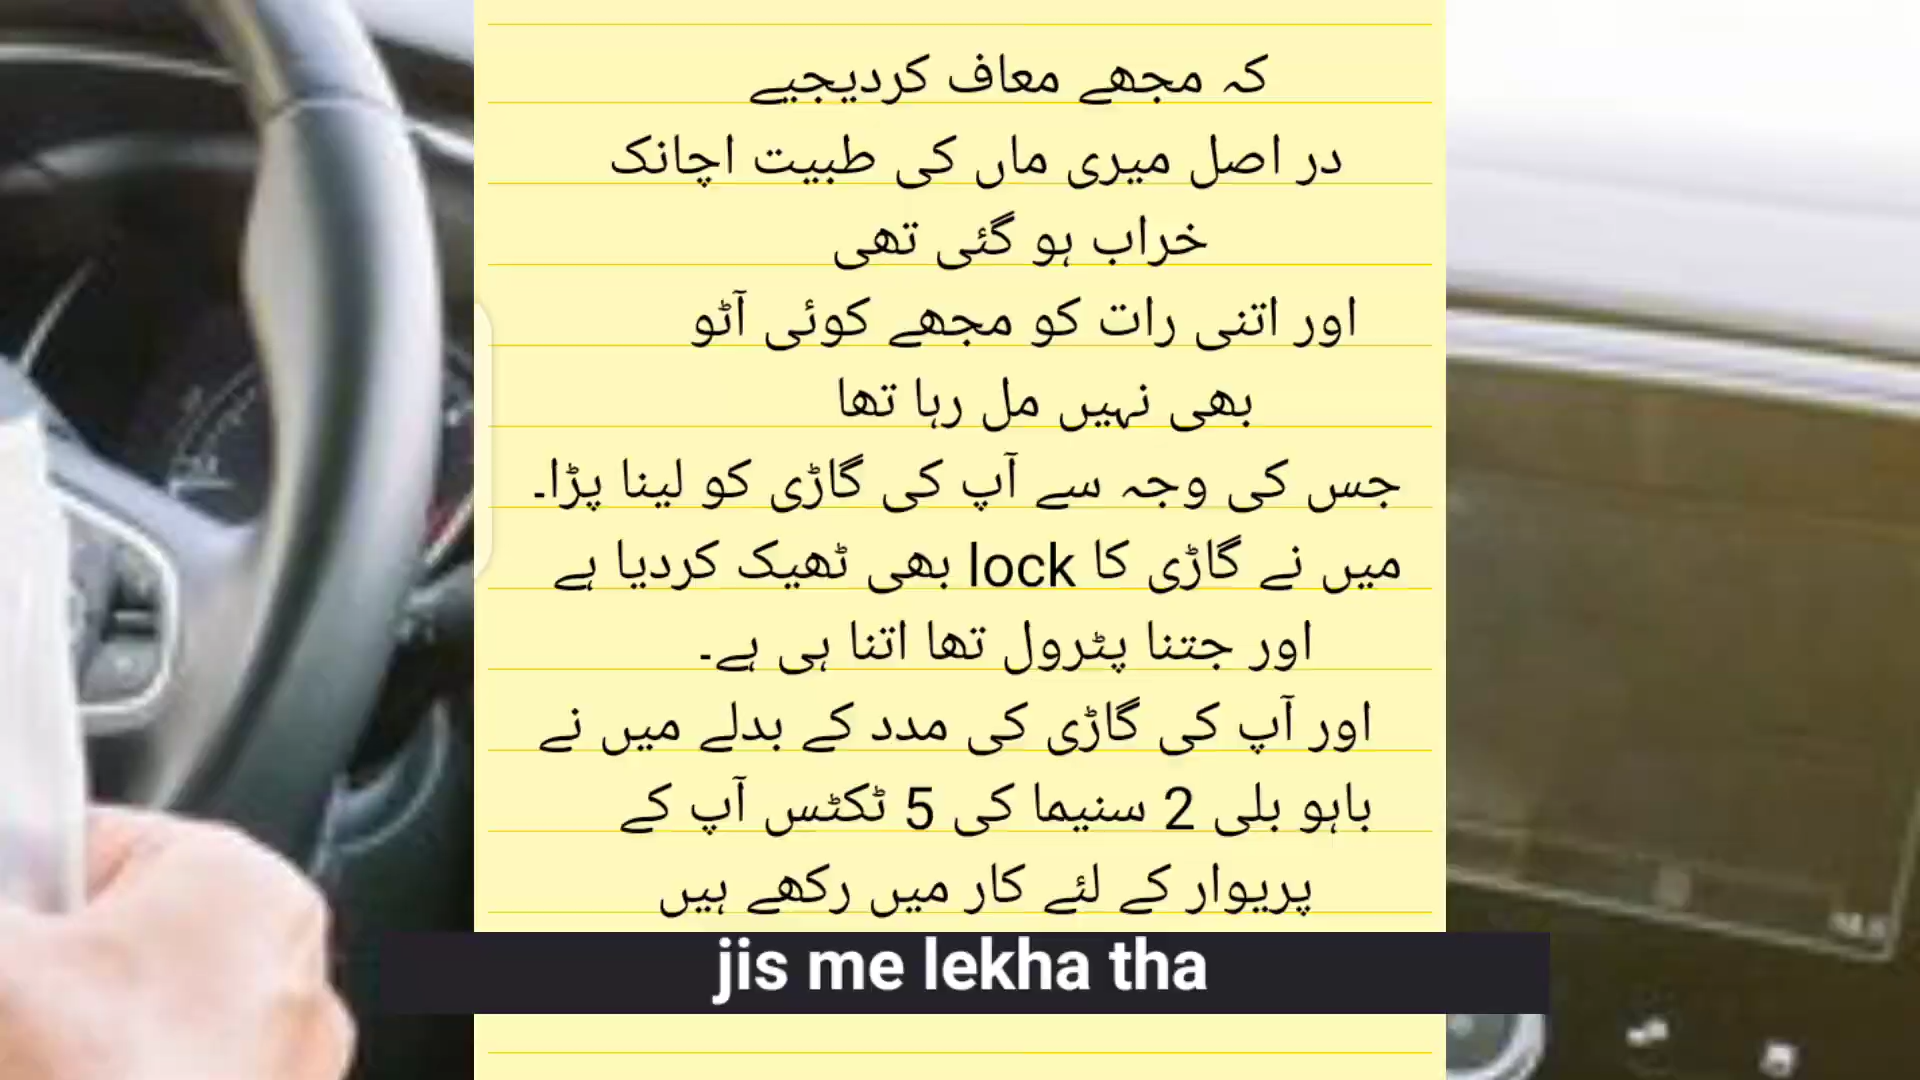 کہ مجھے معاف کردیجیے
در اصل میری ماں کی طبیت اچانک
خراب ہو گئی تھی
اور اتنی رات کو مجھے کوئی آٹو
بھی نہیں مل رہا تھا
جس کی وجہ سے آپ کی گاڑی کو لینا پڑا۔
میں نے گاڑی کا lock بھی ٹھیک کردیا ہے
اور جتنا پٹرول تھا اتنا ہی ہے۔
اور آپ کی گاڑی کی مدد کے بدلے میں نے
باہو بلی 2 سنیما کی 5 ٹکٹس آپ کے
پریوار کے لئے کار میں رکھے ہیں
jis me lekha tha